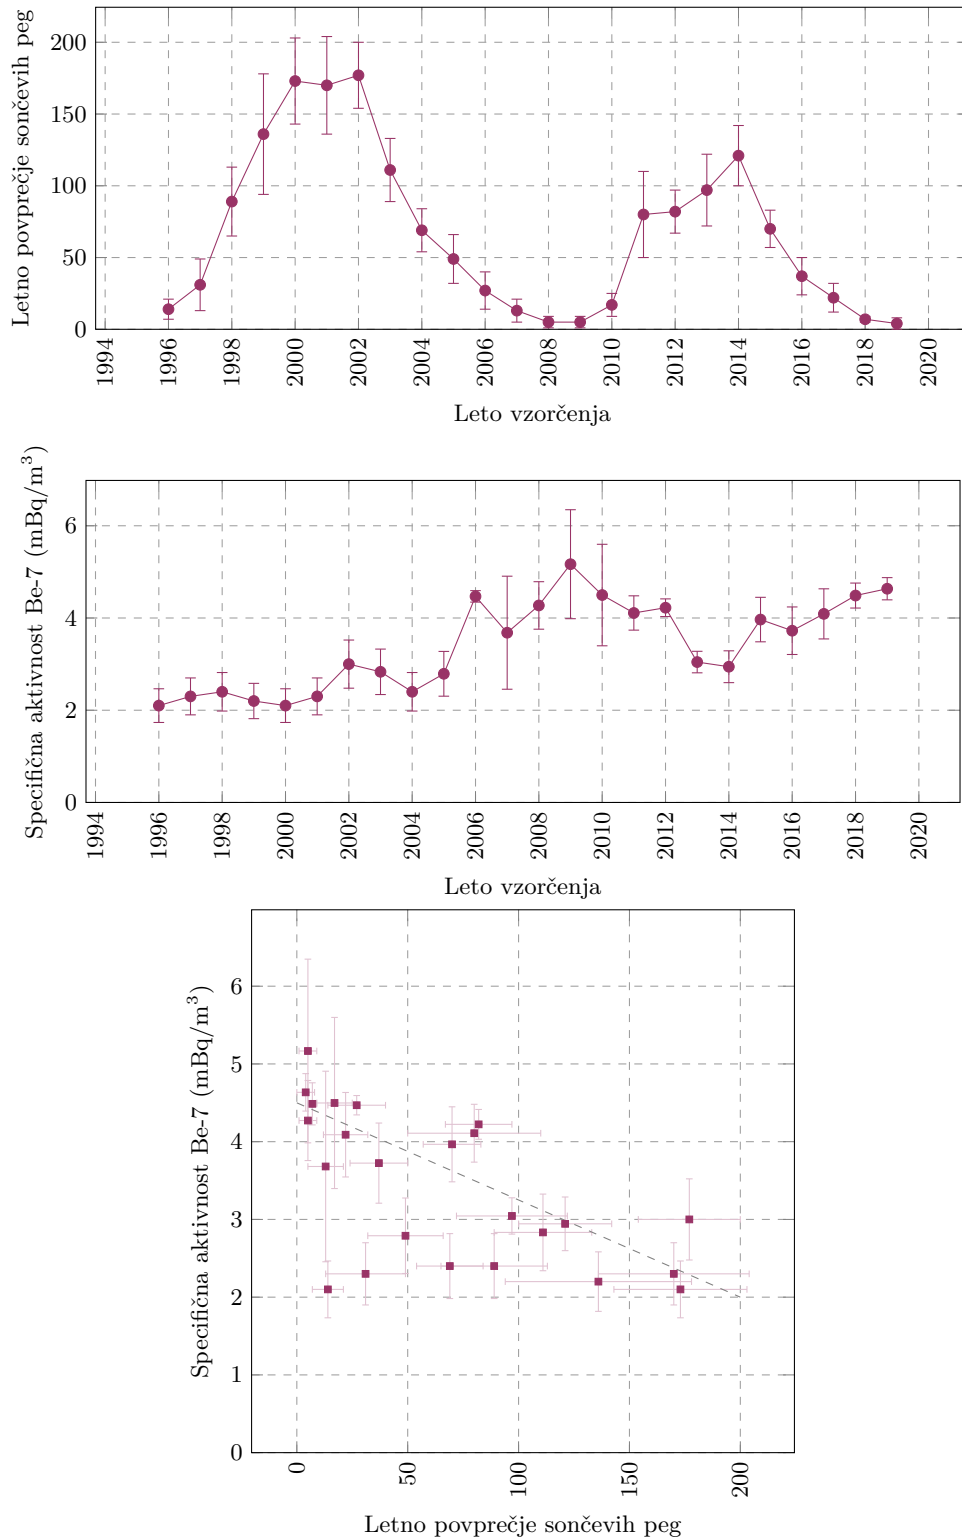 Letno povprečje sončevih peg
200
150
100
50
0
1994 1996 1998 2000 2002 2004 2006 2008 2010 2012 2014 2016 2018 2020
Leto vzorčenja
Specifična aktivnost Be-7 (mBq/m³)
6
4
2
0
1994 1996 1998 2000 2002 2004 2006 2008 2010 2012 2014 2016 2018 2020
Leto vzorčenja
Specifična aktivnost Be-7 (mBq/m³)
6
5
4
3
2
1
0
0 50 100 150 200
Letno povprečje sončevih peg